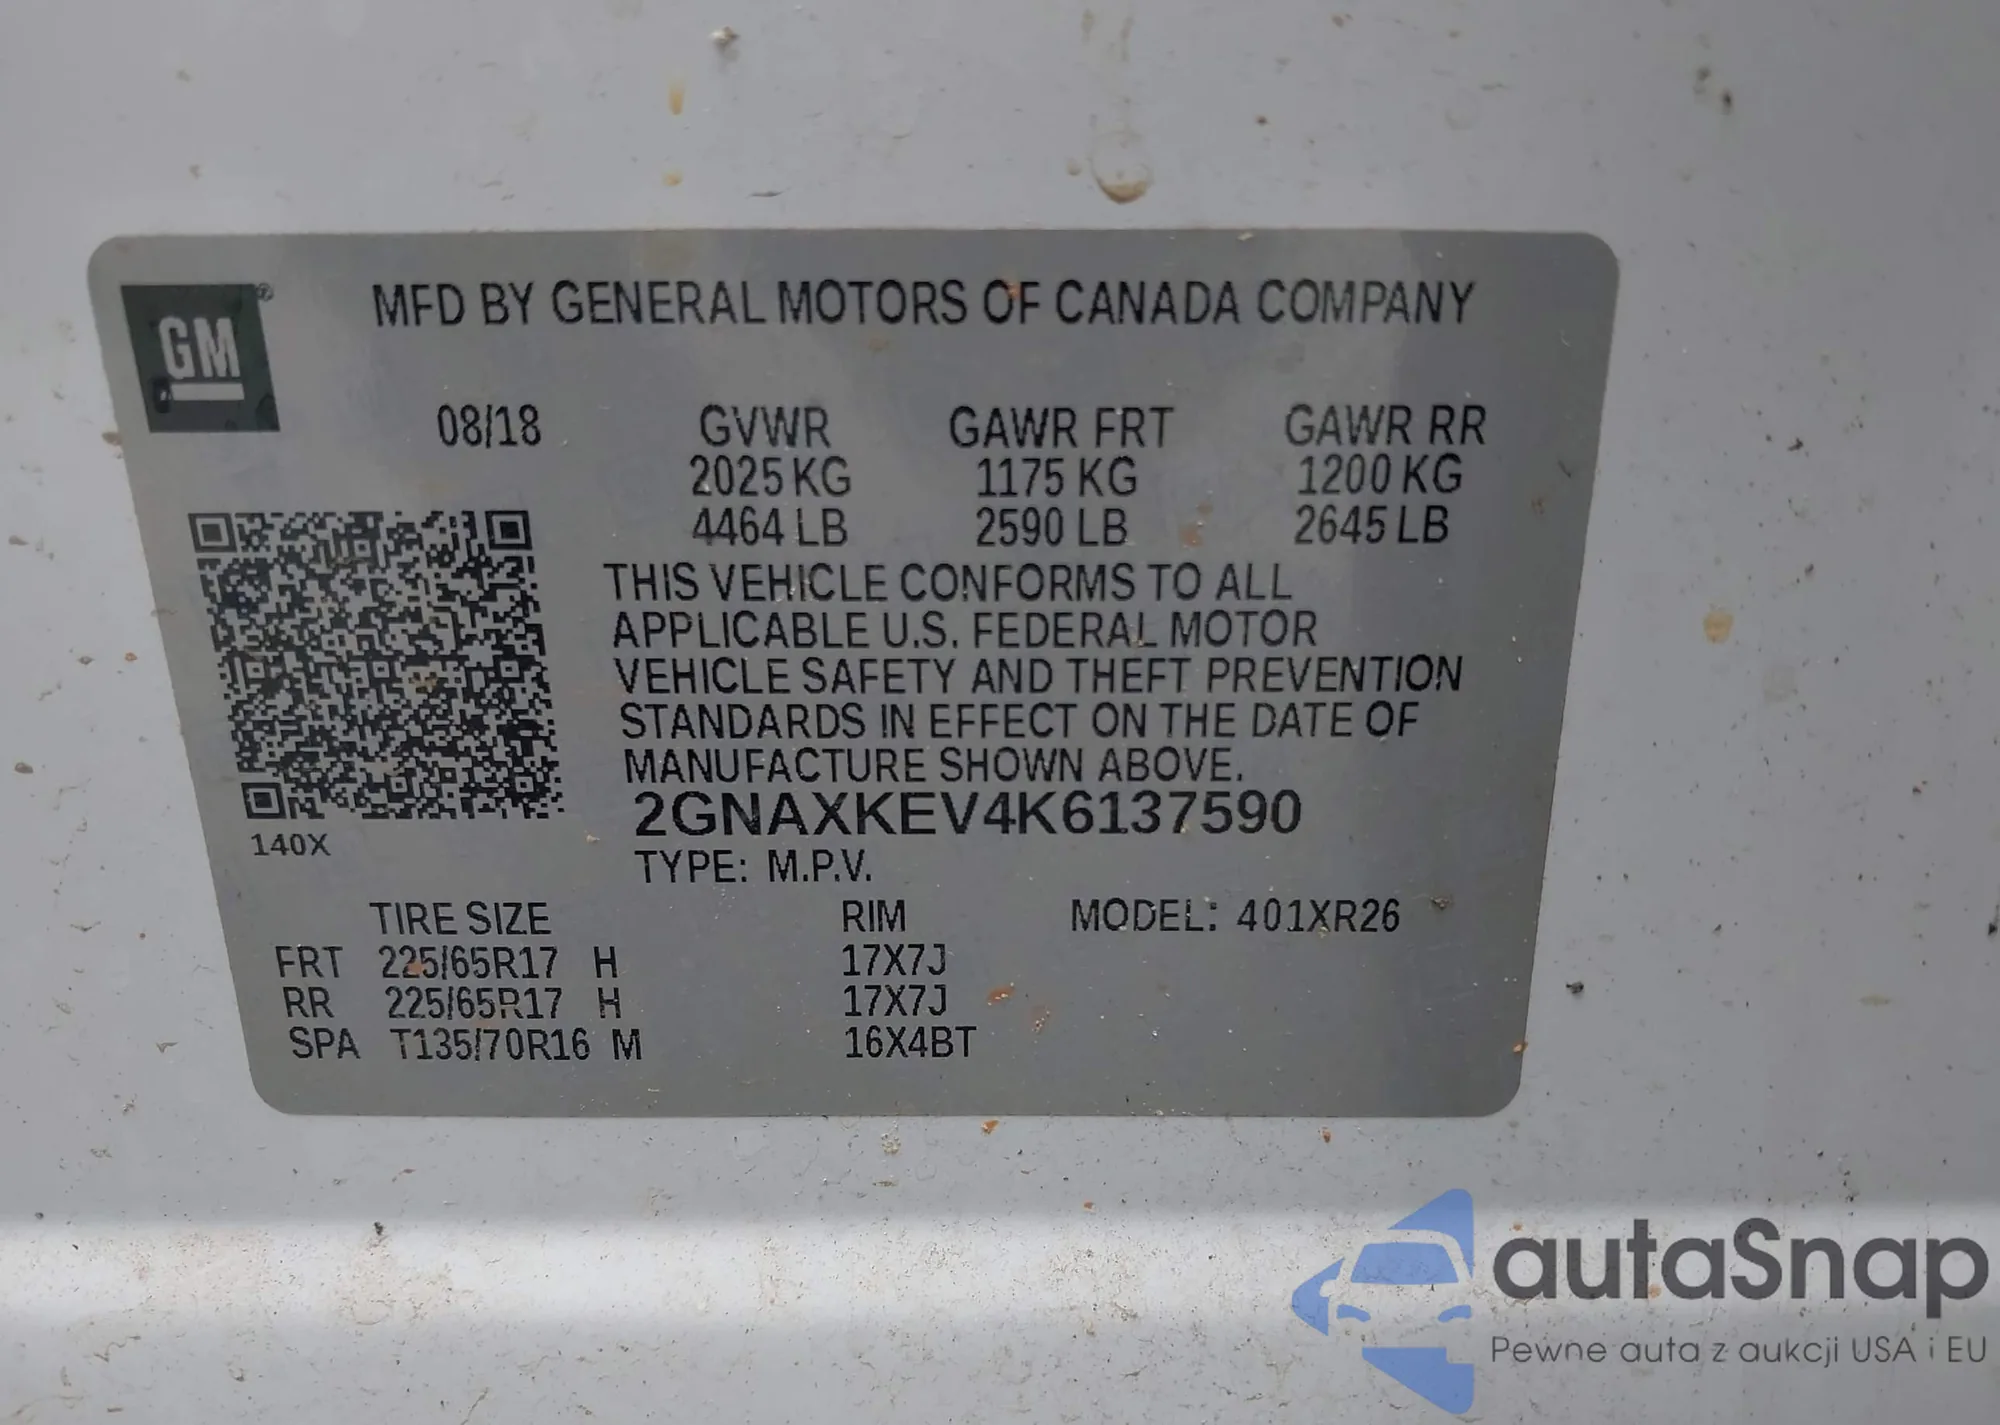 GM ®
MFD BY GENERAL MOTORS OF CANADA COMPANY
08/18 GVWR GAWR FRT GAWR RR
2025 KG 1175 KG 1200 KG
4464 LB 2590 LB 2645 LB
THIS VEHICLE CONFORMS TO ALL
APPLICABLE U.S. FEDERAL MOTOR
VEHICLE SAFETY AND THEFT PREVENTION
STANDARDS IN EFFECT ON THE DATE OF
MANUFACTURE SHOWN ABOVE.
2GNAXKEV4K6137590
140X
TYPE: M.P.V.
TIRE SIZE RIM MODEL: 401XR26
FRT 225/65R17 H 17X7J
RR 225/65R17 H 17X7J
SPA T135/70R16 M 16X4BT
autaSnap
Pewne auta z aukcji USA i EU